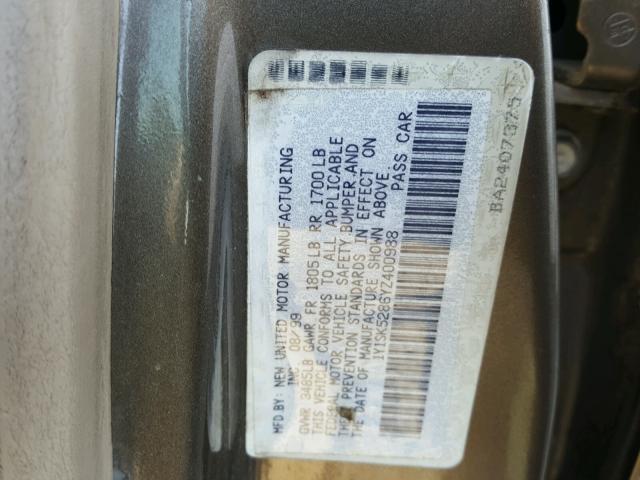 MFD.BY: NEW UNITED MOTOR MANUFACTURING
INC. 08/99
GVWR 3485LB GAWR FR 1805LB RR 1700LB
THIS VEHICLE CONFORMS TO ALL APPLICABLE
FEDERAL MOTOR VEHICLE SAFETY, BUMPER, AND
THEFT PREVENTION STANDARDS IN EFFECT ON
THE DATE OF MANUFACTURE SHOWN ABOVE.
1Y1SK5286YZ400988 PASS CAR
BA2407375